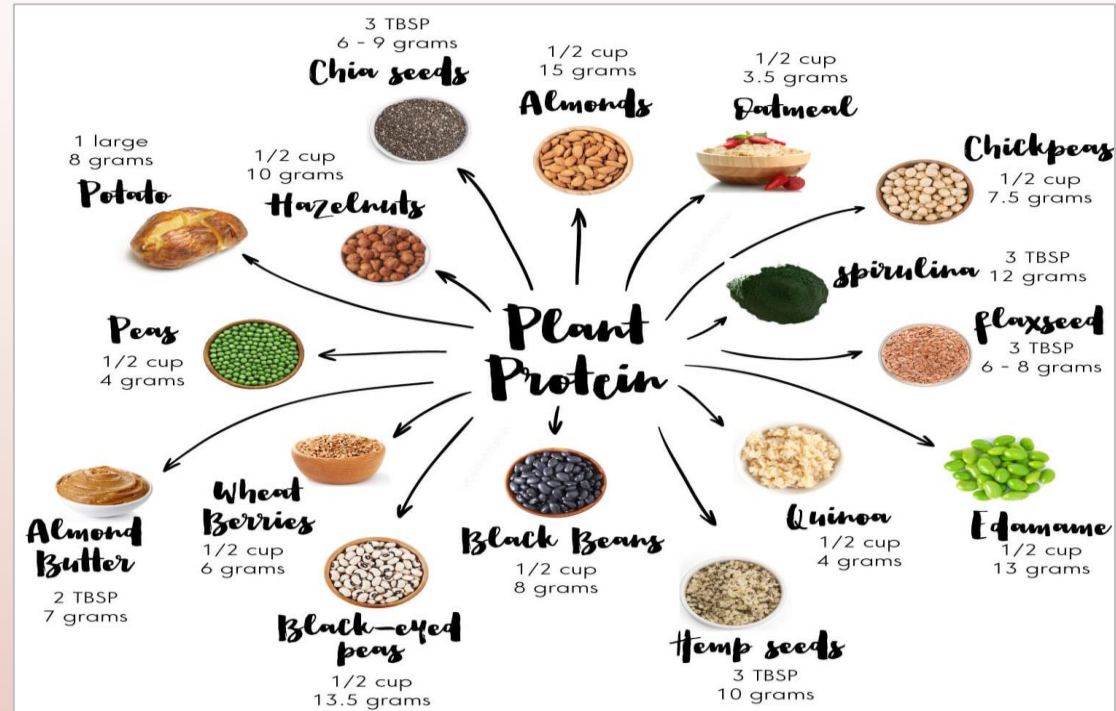 3 TBSP
6 - 9 grams
Chia seeds
1/2 cup
15 grams
Almonds
1/2 cup
3.5 grams
Oatmeal
Chickpeas
1/2 cup
7.5 grams
1 large
8 grams
Potato
1/2 cup
10 grams
Hazelnuts
spirulina
3 TBSP
12 grams
flaxseed
3 TBSP
6 - 8 grams
Peas
1/2 cup
4 grams
Plant
Protein
Almond
Butter
2 TBSP
7 grams
Wheat
Berries
1/2 cup
6 grams
Black-eyed
peas
1/2 cup
13.5 grams
Black Beans
1/2 cup
8 grams
Hemp seeds
3 TBSP
10 grams
Quinoa
1/2 cup
4 grams
Edamame
1/2 cup
13 grams